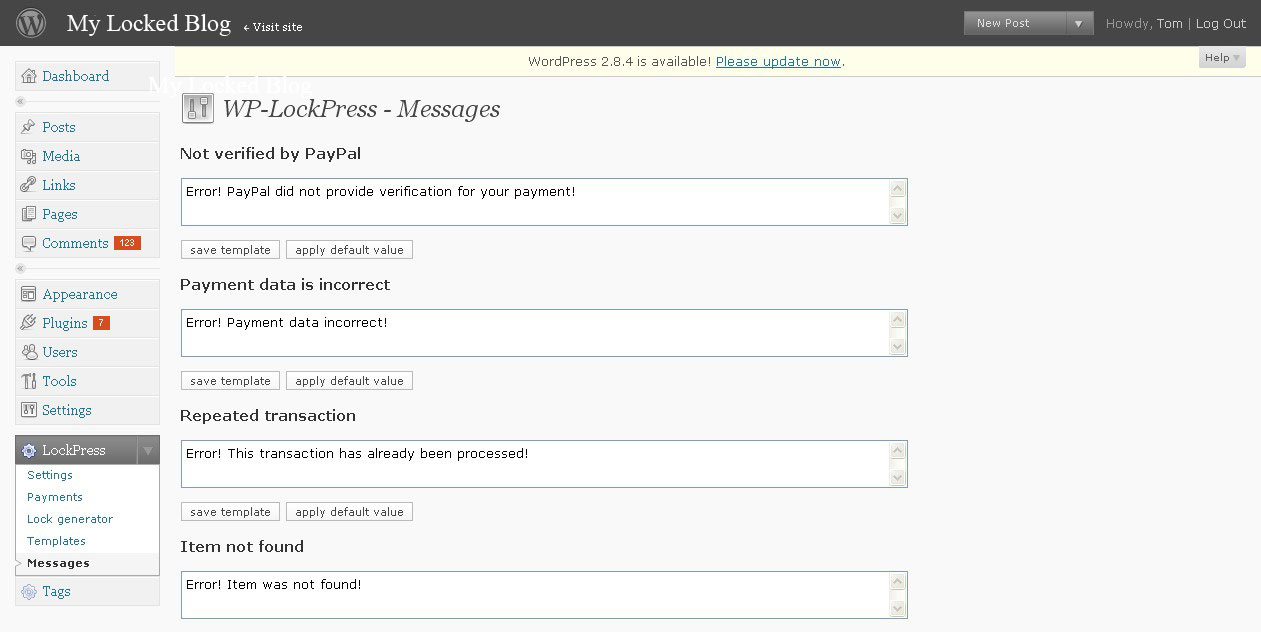 My Locked Blog ← Visit site New Post Howdy, Tom | Log Out
WordPress 2.8.4 is available! Please update now. Help
Dashboard
My Locked Blog
WP-LockPress - Messages
Posts
Media
Links
Pages
Comments 123
Appearance
Plugins 7
Users
Tools
Settings
LockPress
Settings
Payments
Lock generator
Templates
Messages
Tags
Not verified by PayPal
Error! PayPal did not provide verification for your payment!
save template apply default value
Payment data is incorrect
Error! Payment data incorrect!
save template apply default value
Repeated transaction
Error! This transaction has already been processed!
save template apply default value
Item not found
Error! Item was not found!